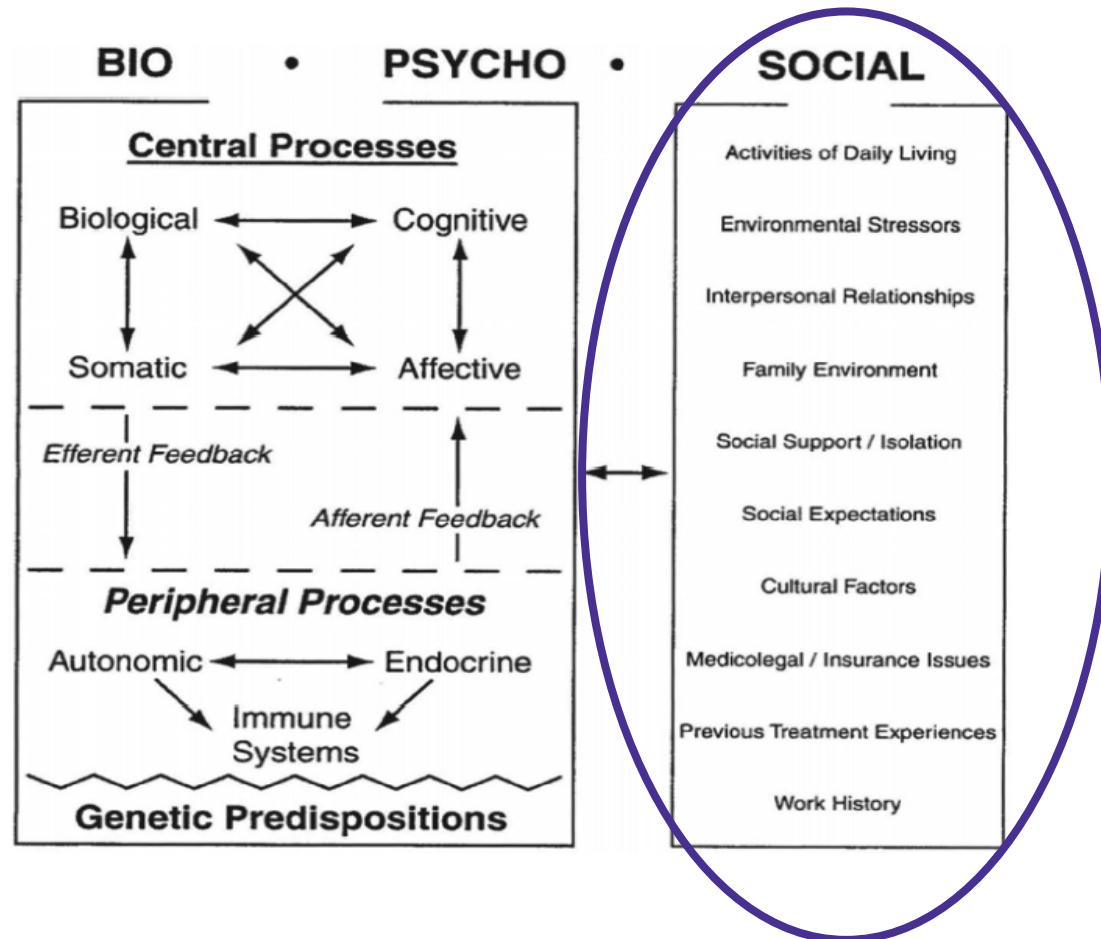 BIO • PSYCHO • SOCIAL
Central Processes
Biological Cognitive
Somatic Affective
Efferent Feedback
Afferent Feedback
Peripheral Processes
Autonomic Endocrine
Immune
Systems
Genetic Predispositions
Activities of Daily Living
Environmental Stressors
Interpersonal Relationships
Family Environment
Social Support / Isolation
Social Expectations
Cultural Factors
Medicolegal / Insurance Issues
Previous Treatment Experiences
Work History